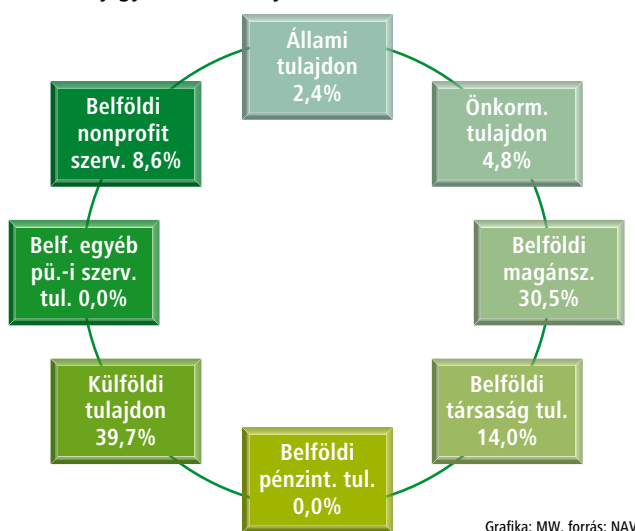 Állami
tulajdon
2,4%
Önkorm.
tulajdon
4,8%
Belföldi
magánsz.
30,5%
Belföldi
társaság tul.
14,0%
Belföldi
pénzint. tul.
0,0%
Külföldi
tulajdon
39,7%
Belf. egyéb
pü.-i szerv.
tul. 0,0%
Belföldi
nonprofit
szerv. 8,6%
Grafika: MW, forrás: NAV